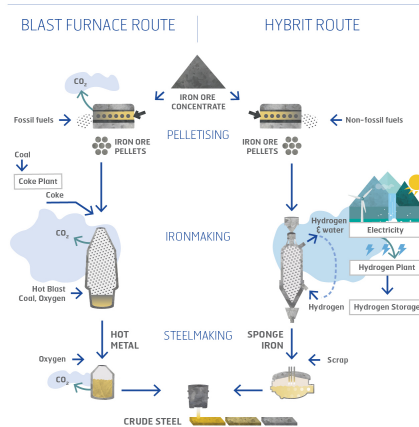 BLAST FURNACE ROUTE
HYBRIT ROUTE
CO2
IRON ORE
CONCENTRATE
Fossil fuels
Non-fossil fuels
PELLETISING
IRON ORE
PELLETS
IRON ORE
PELLETS
Coal
Coke Plant
Coke
CO2
IRONMAKING
Hydrogen
& water
Electricity
Hydrogen Plant
Hot Blast
Coal, Oxygen
Hydrogen
Hydrogen Storage
HOT
METAL
STEELMAKING
SPONGE
IRON
Oxygen
Scrap
CO2
CRUDE STEEL